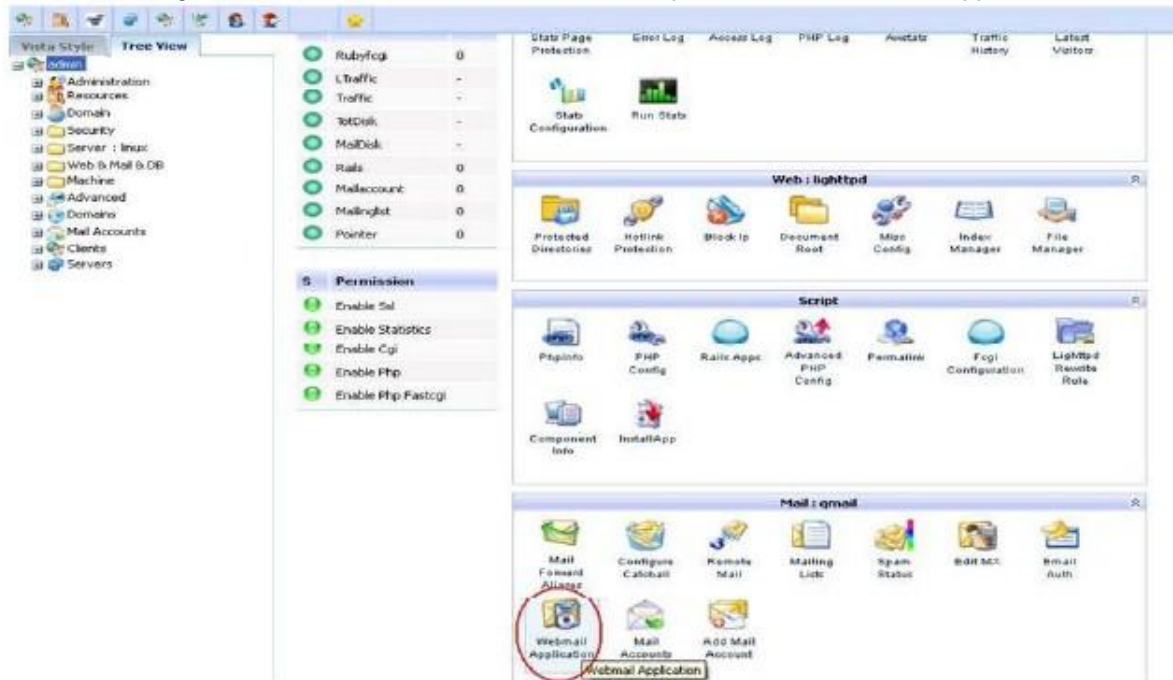 Vista Style Tree View
admin
Administration
Resources
Domain
Security
Server : linux
Web & Mail & DB
Machine
Advanced
Domains
Mail Accounts
Clients
Servers
Rubyfcgi 0
LTraffic -
Traffic -
TotDisk -
MailDisk -
Rails 0
Mailaccount 0
Mailinglist 0
Pointer 0
S Permission
Enable Ssl
Enable Statistics
Enable Cgi
Enable Php
Enable Php Fastcgi
Stats Page Error Log Access Log PHP Log Awstats Traffic Latest
Protection History Visitors
Stats Run Stats
Configuration
Web : lighttpd
Protected Hotlink Block Ip Document Misc Index File
Directories Protection Root Config Manager Manager
Script
PhpInfo PHP Rails Apps Advanced Permalink Fcgi Lighttpd
Config PHP Configuration Rewrite
Config Rule
Component InstallApp
Info
Mail : qmail
Mail Configure Remote Mailing Spam Edit MX Email
Forward Catchall Mail Lists Status Auth
Aliases
Webmail Mail Add Mail
Application Accounts Account
Webmail Application